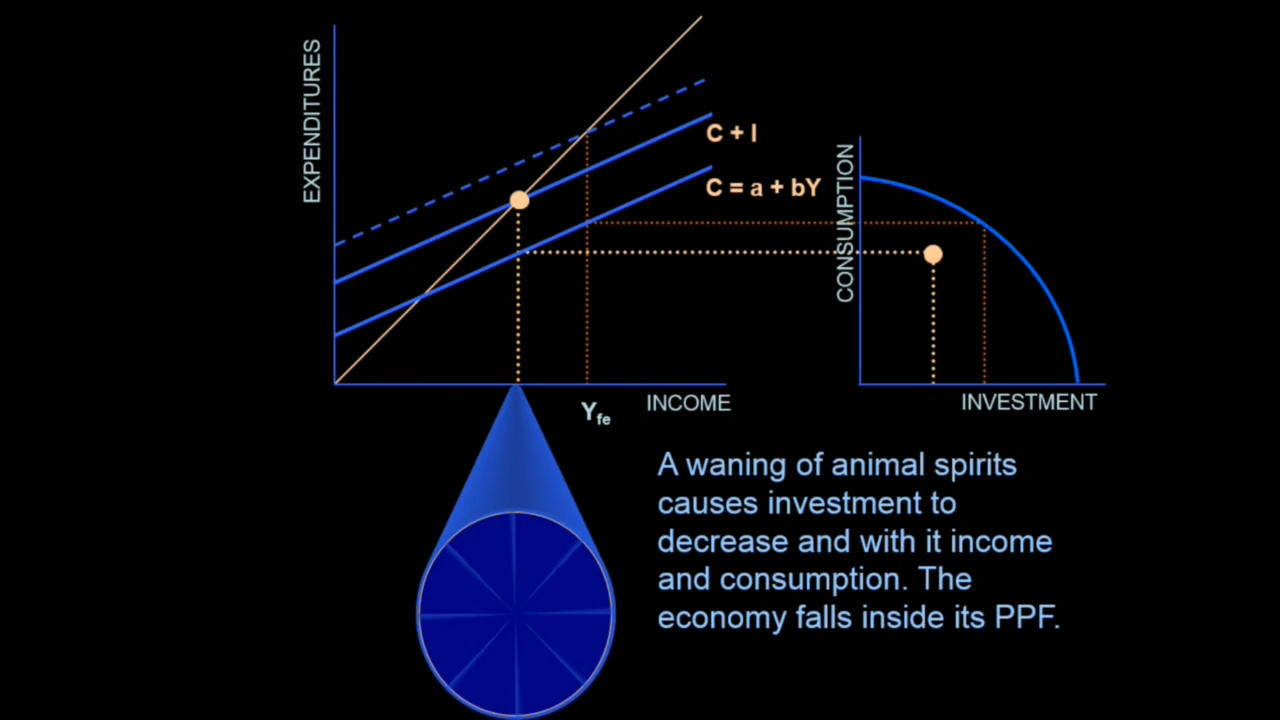 EXPENDITURES
C + I
C = a + bY
CONSUMPTION
Yfe
INCOME
INVESTMENT
A waning of animal spirits
causes investment to
decrease and with it income
and consumption. The
economy falls inside its PPF.